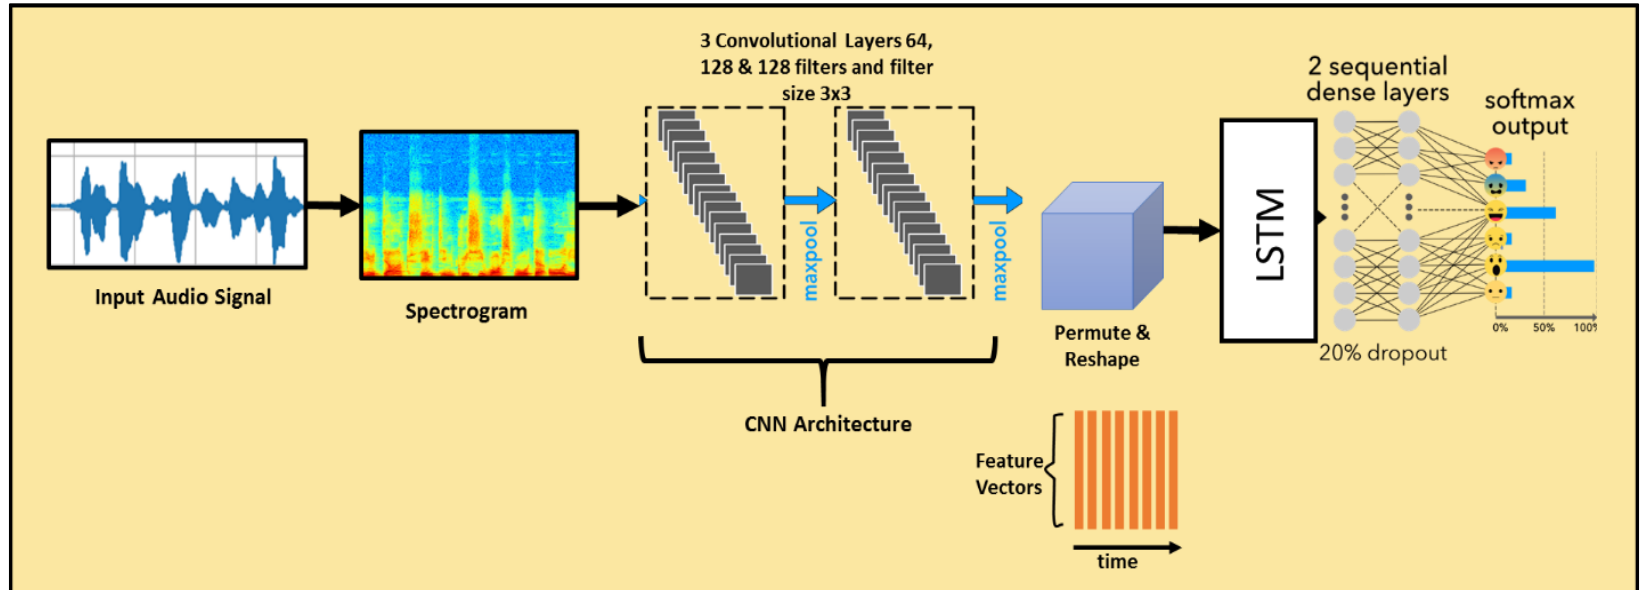 3 Convolutional Layers 64,
128 & 128 filters and filter
size 3x3
Input Audio Signal
Spectrogram
maxpool
maxpool
CNN Architecture
Permute &
Reshape
Feature
Vectors
time
LSTM
2 sequential
dense layers
20% dropout
softmax
output
0% 50% 100%